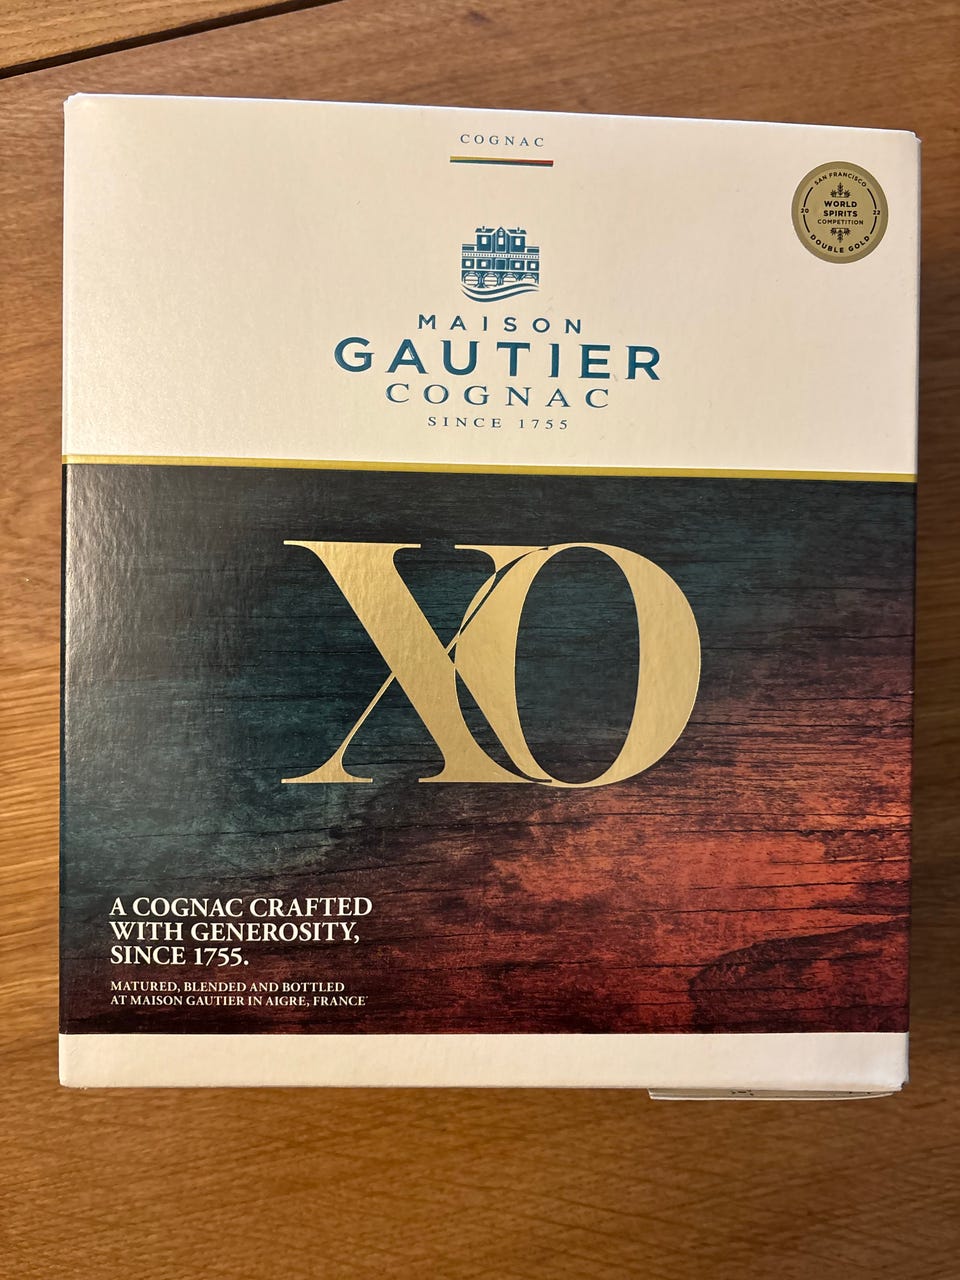 COGNAC
SAN FRANCISCO
WORLD
20 SPIRITS 22
COMPETITION
DOUBLE GOLD
MAISON
GAUTIER
COGNAC
SINCE 1755
XO
A COGNAC CRAFTED
WITH GENEROSITY,
SINCE 1755.
MATURED, BLENDED AND BOTTLED
AT MAISON GAUTIER IN AIGRE, FRANCE